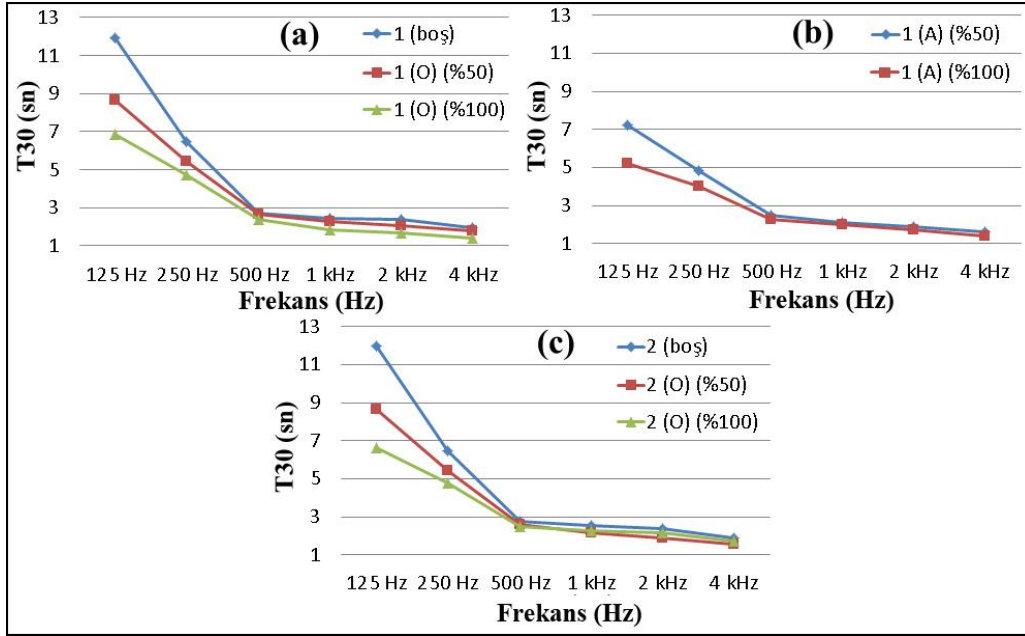 (a)
T30 (sn)
13
11
9
7
5
3
1
1 (boş)
1 (O) (%50)
1 (O) (%100)
125 Hz 250 Hz 500 Hz 1 kHz 2 kHz 4 kHz
Frekans (Hz)
(b)
T30 (sn)
13
11
9
7
5
3
1
1 (A) (%50)
1 (A) (%100)
125 Hz 250 Hz 500 Hz 1 kHz 2 kHz 4 kHz
Frekans (Hz)
(c)
T30 (sn)
13
11
9
7
5
3
1
2 (boş)
2 (O) (%50)
2 (O) (%100)
125 Hz 250 Hz 500 Hz 1 kHz 2 kHz 4 kHz
Frekans (Hz)